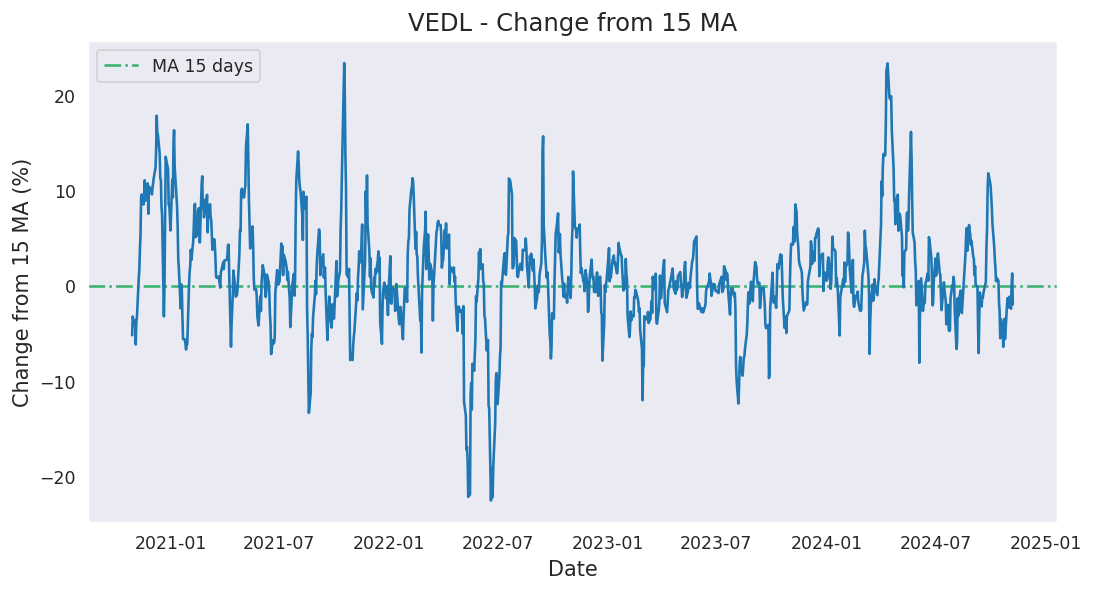 VEDL - Change from 15 MA
MA 15 days
Change from 15 MA (%)
20
10
0
−10
−20
2021-01 2021-07 2022-01 2022-07 2023-01 2023-07 2024-01 2024-07 2025-01
Date